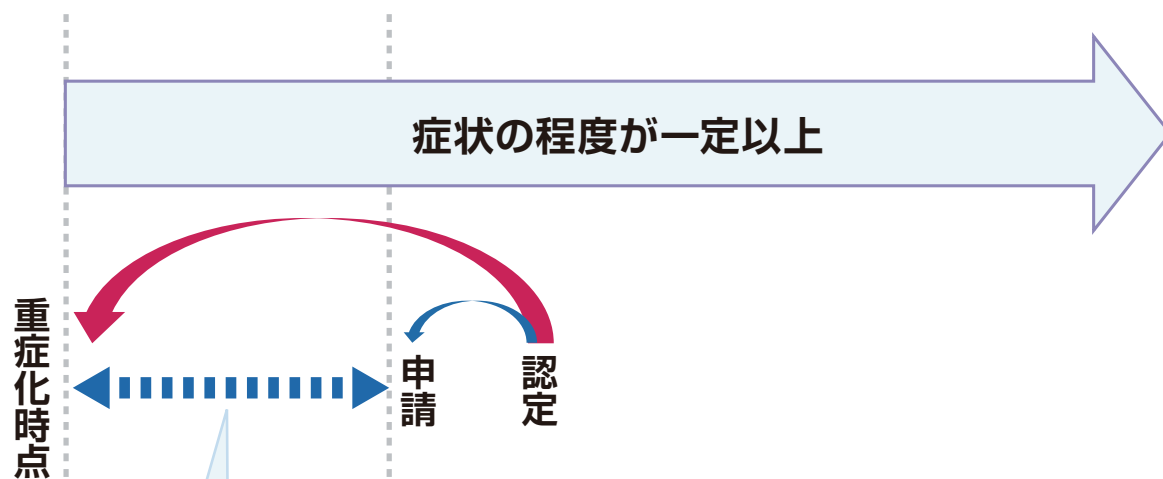 症状の程度が一定以上
重症化時点
申請
認定